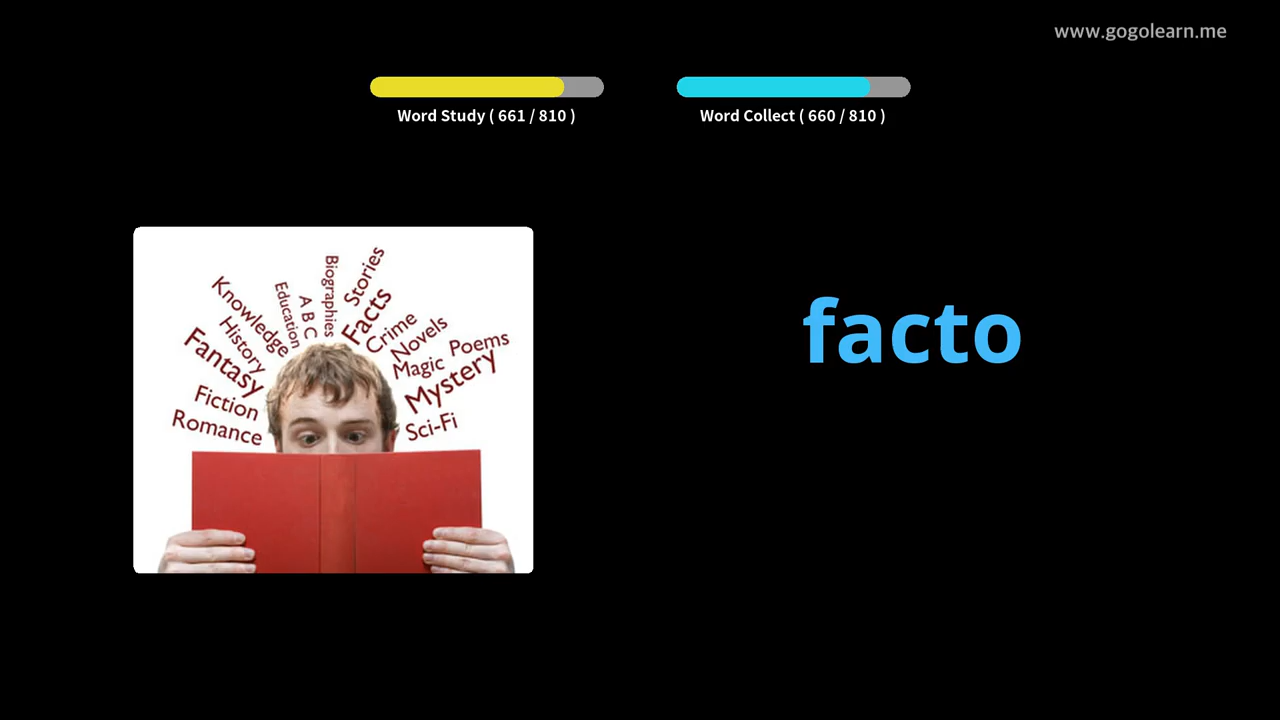 www.gogolearn.me
Word Study ( 661 / 810 )
Word Collect ( 660 / 810 )
facto
Knowledge
Education
A B C
Biographies
Stories
Facts
Crime
Novels
Poems
Magic
Mystery
Sci-Fi
History
Fantasy
Fiction
Romance